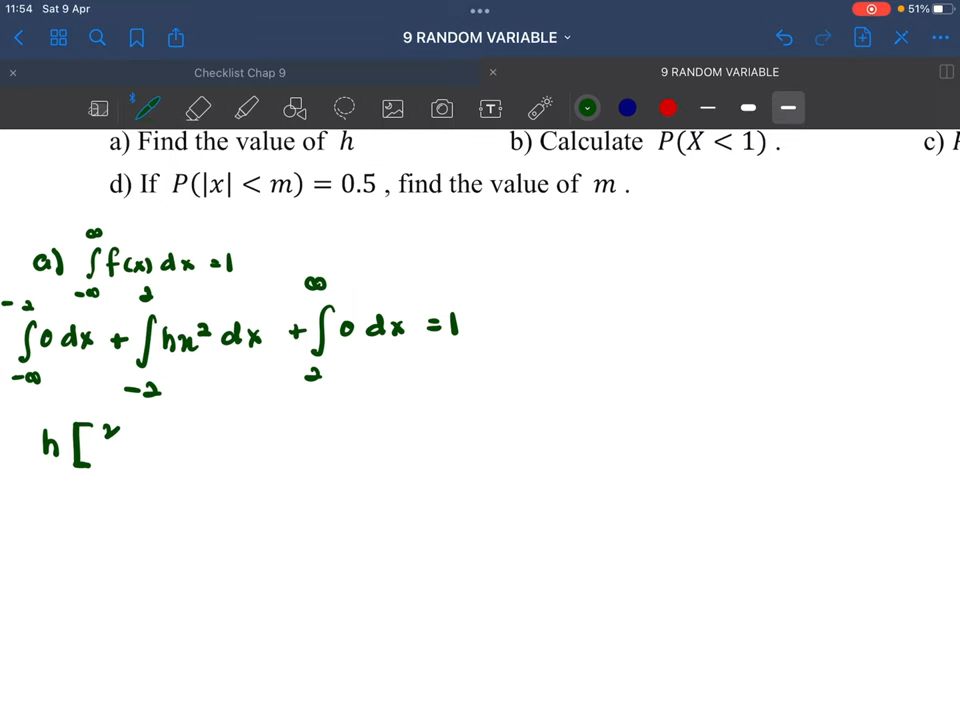 11:54 Sat 9 Apr 51%
9 RANDOM VARIABLE
Checklist Chap 9 9 RANDOM VARIABLE
a) Find the value of h b) Calculate P(X < 1) . c)
d) If P(|x| < m) = 0.5 , find the value of m .
a) ∫_{-∞}^{∞} f(x) dx = 1
∫_{-∞}^{-2} 0 dx + ∫_{-2}^{2} hx² dx + ∫_{2}^{∞} 0 dx = 1
h [